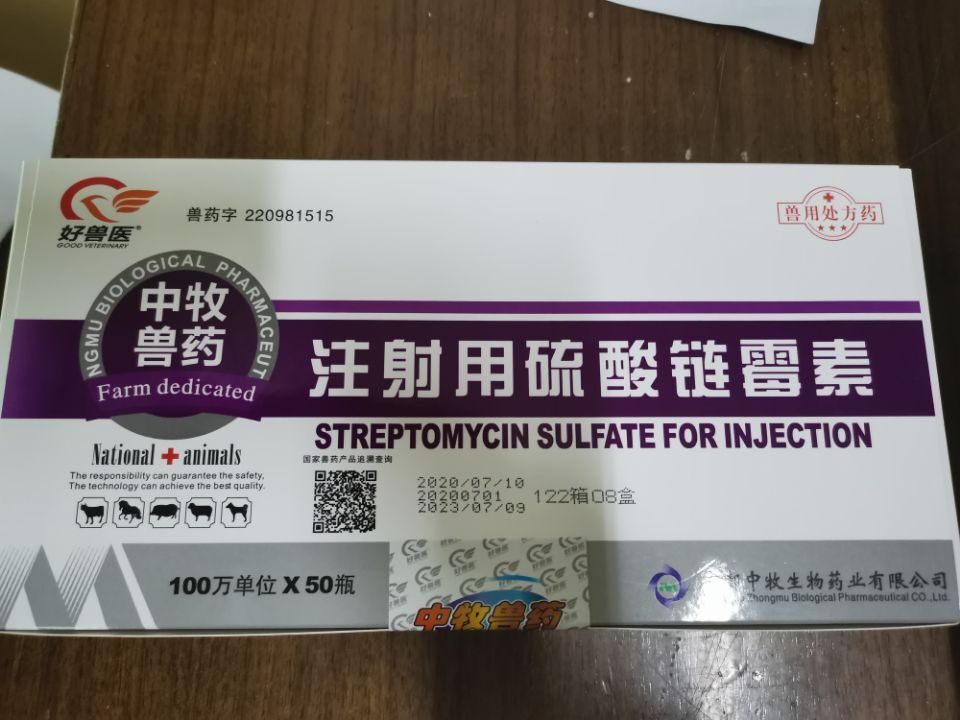 好兽医®
GOOD VETERINARY
兽药字 220981515
兽用处方药
NGMU BIOLOGICAL PHARMACEUT
中牧
兽药
Farm dedicated
注射用硫酸链霉素
STREPTOMYCIN SULFATE FOR INJECTION
National animals
The responsibility can guarantee the safety,
The technology can achieve the best quality.
国家兽药产品追溯查询
2020/07/10
20200701 122箱08盒
2023/07/09
100万单位 X 50瓶
好兽医
中牧兽药
中牧生物药业有限公司
Zhongmu Biological Pharmaceutical CO.,Ltd.